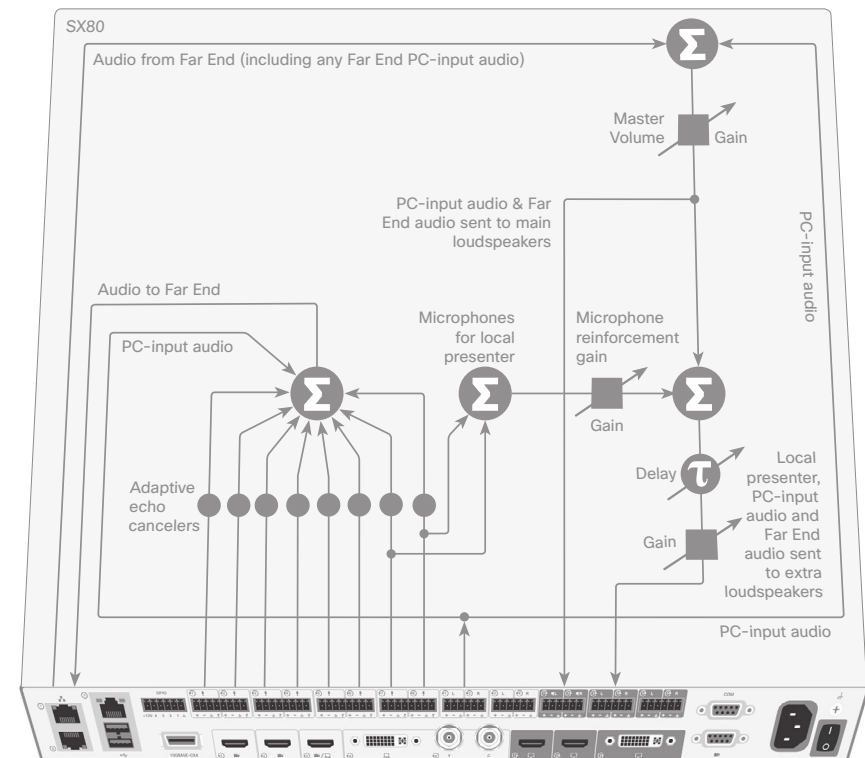 SX80
Audio from Far End (including any Far End PC-input audio)
Σ
Master
Volume
Gain
PC-input audio & Far
End audio sent to main
loudspeakers
PC-input audio
Audio to Far End
PC-input audio
Microphones
for local
presenter
Microphone
reinforcement
gain
Σ
Σ
Gain
Σ
Adaptive
echo
cancelers
Delay
τ
Gain
Local
presenter,
PC-input
audio and
Far End
audio sent
to extra
loudspeakers
PC-input audio
GPIO
COM